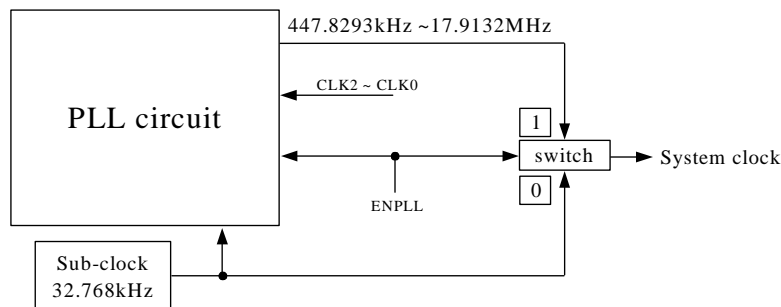 447.8293kHz ~17.9132MHz
CLK2 ~ CLK0
PLL circuit
1
switch
System clock
0
ENPLL
Sub-clock
32.768kHz